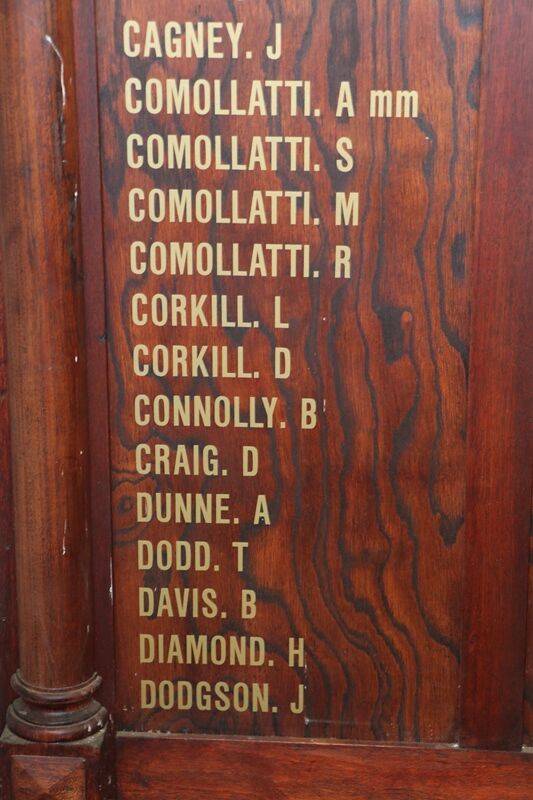 CAGNEY. J
COMOLLATTI. A mm
COMOLLATTI. S
COMOLLATTI. M
COMOLLATTI. R
CORKILL. L
CORKILL. D
CONNOLLY. B
CRAIG. D
DUNNE. A
DODD. T
DAVIS. B
DIAMOND. H
DODGSON. J